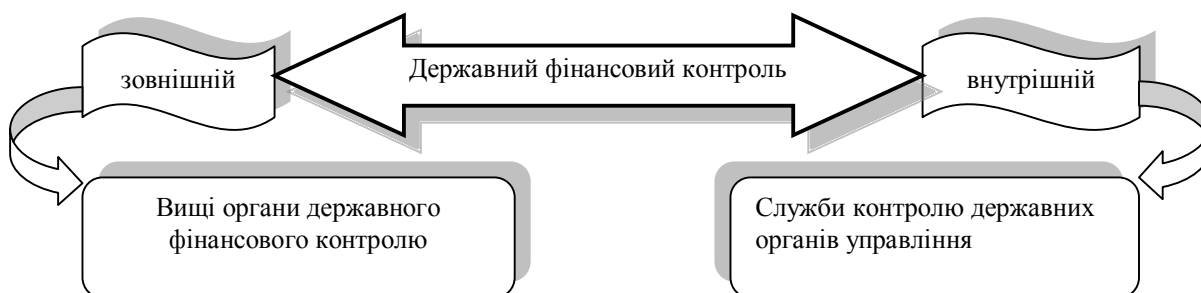 зовнішній
Державний фінансовий контроль
внутрішній
Вищі органи державного
фінансового контролю
Служби контролю державних
органів управління